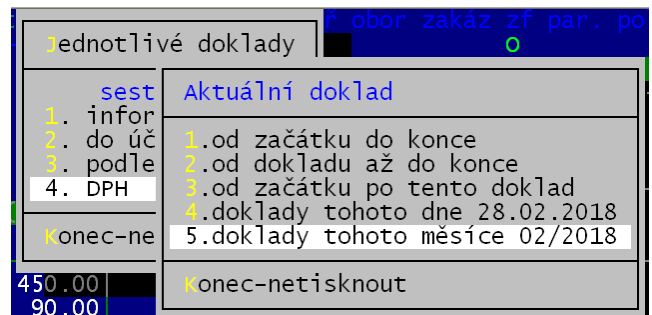 ř obor zakáz zf par. po
Jednotlivé doklady
O
sest
Aktuální doklad
1. infor
2. do úč
3. podle
4. DPH
1.od začátku do konce
2.od dokladu až do konce
3.od začátku po tento doklad
4.doklady tohoto dne 28.02.2018
5.doklady tohoto měsíce 02/2018
Konec-ne
Konec-netisknout
450.00
90.00